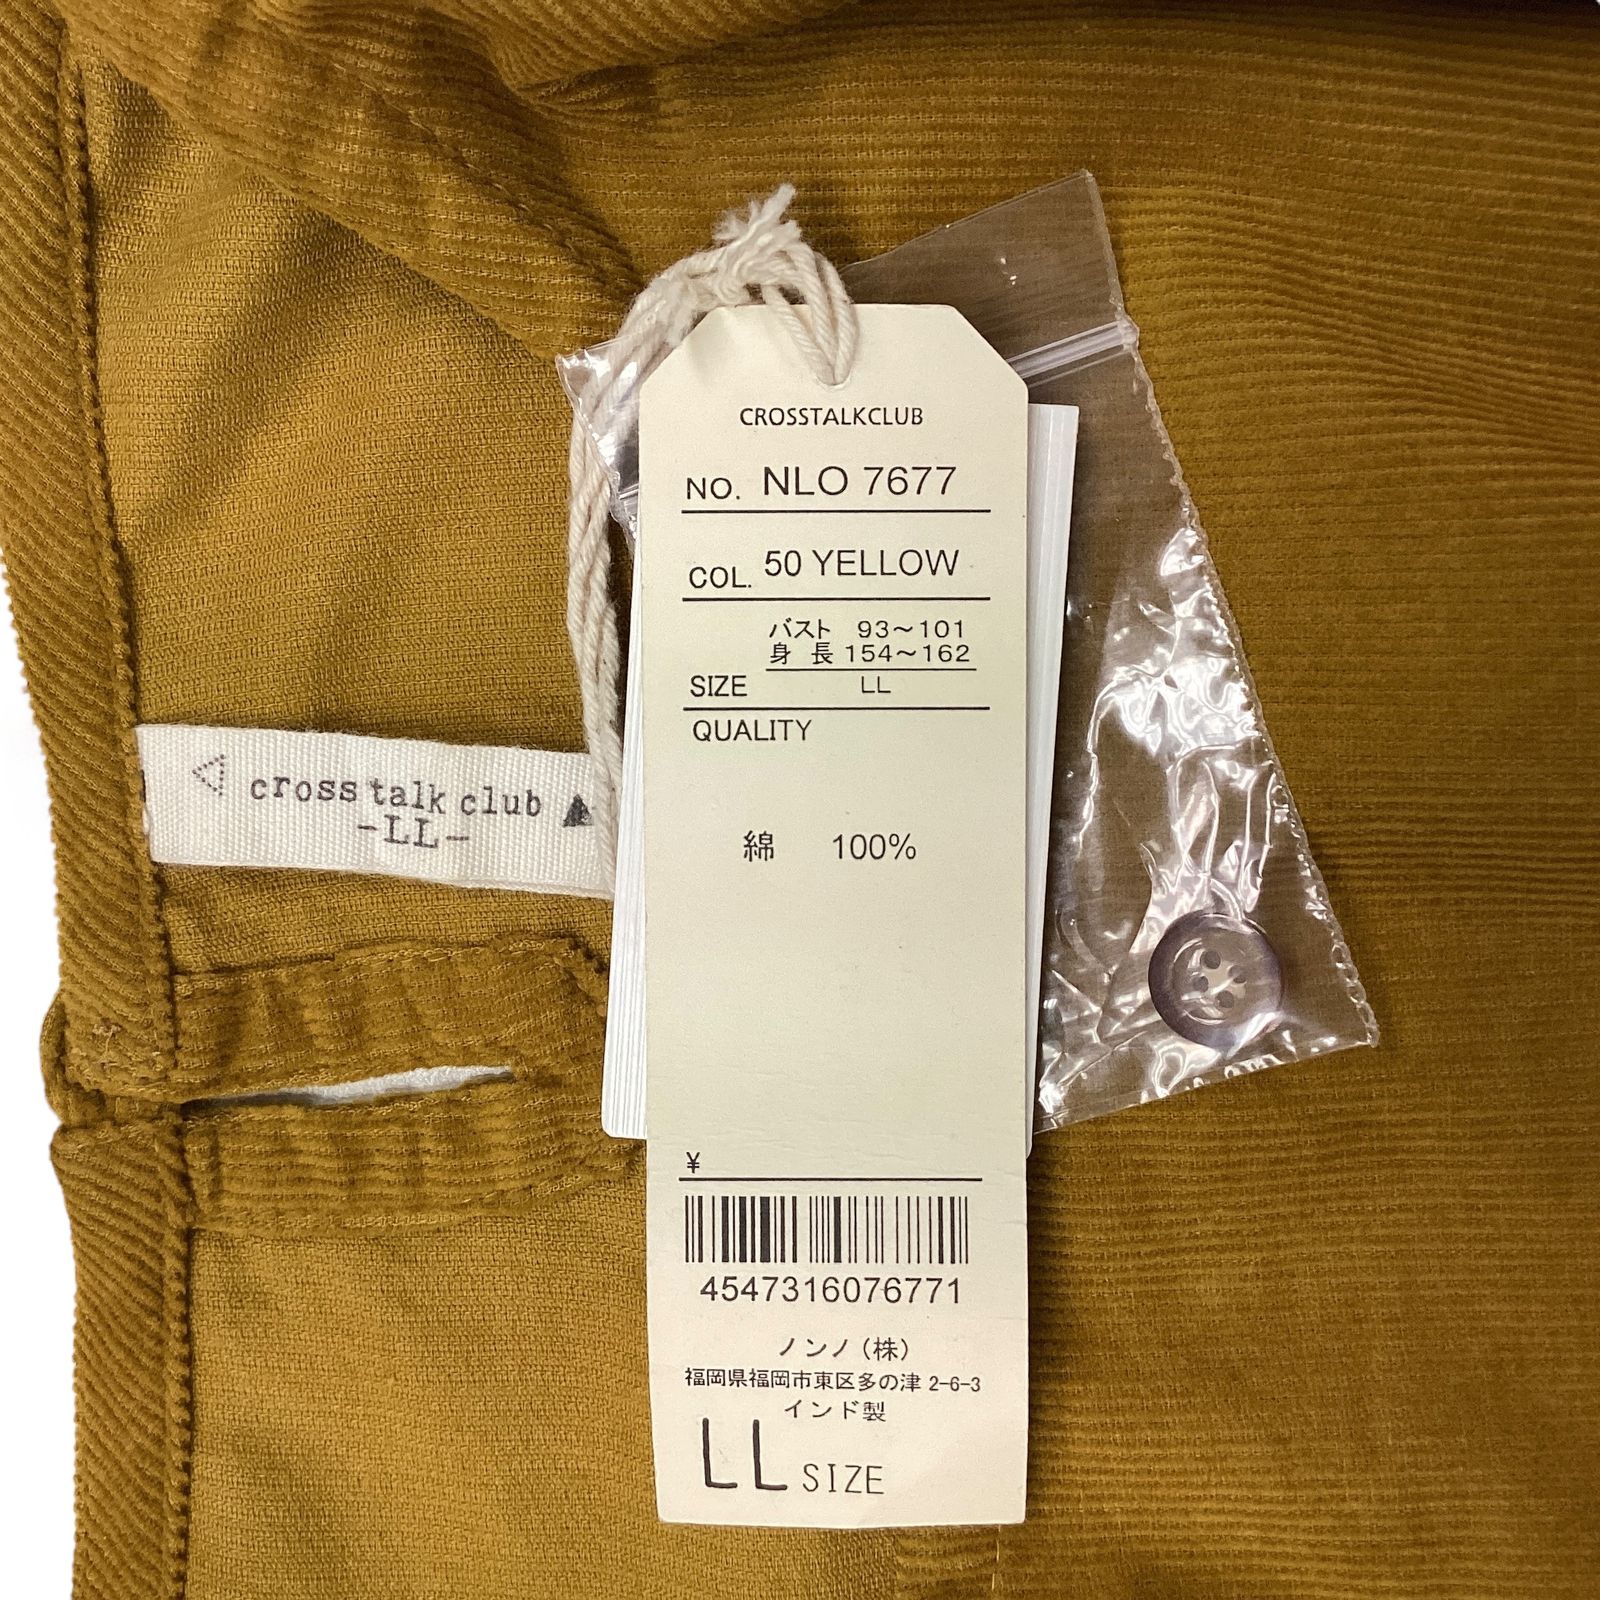 CROSSTALKCLUB
NO. NLO 7677
COL. 50 YELLOW
バスト 93～101
身 長 154～162
SIZE LL
QUALITY
綿 100%
cross talk club
-LL-
¥
4547316076771
ノンノ（株）
福岡県福岡市東区多の津 2-6-3
インド製
LL SIZE